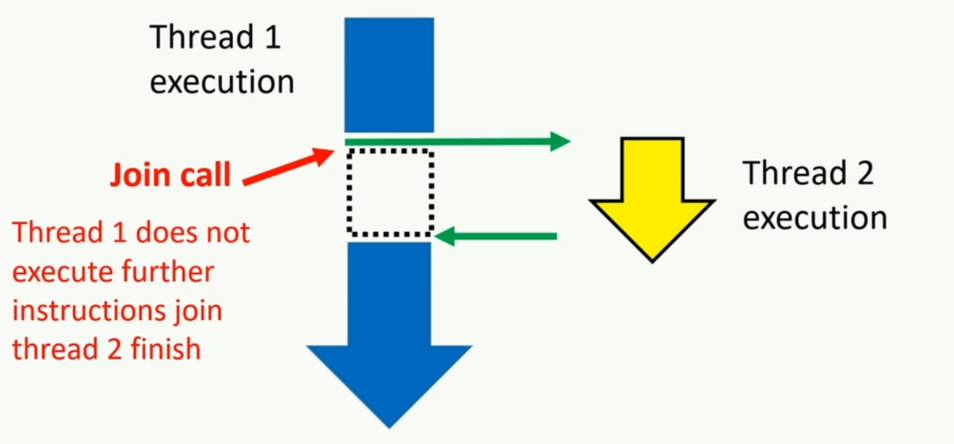 Thread 1
execution
Join call
Thread 1 does not
execute further
instructions join
thread 2 finish
Thread 2
execution